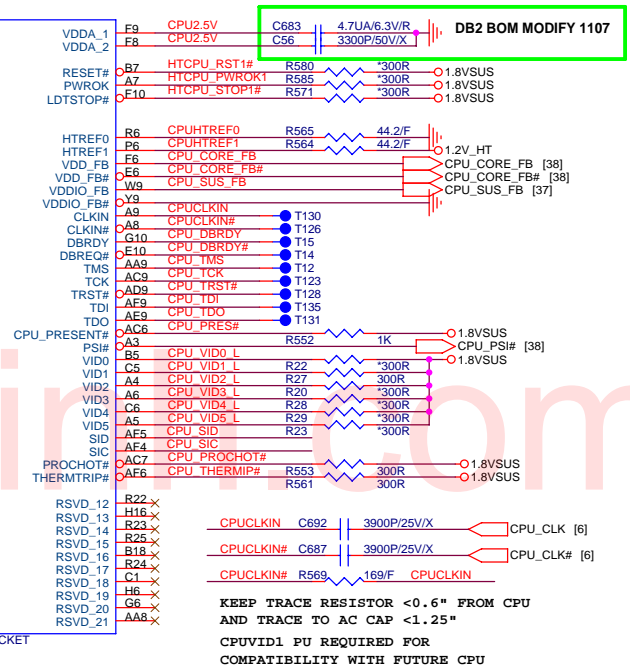 VDDA_1 F9 CPU2.5V C683 4.7UA/6.3V/R DB2 BOM MODIFY 1107
VDDA_2 F8 CPU2.5V C56 3300P/50V/X
RESET# B7 HTCPU_RST1# R580 *300R 1.8VSUS
PWROK A7 HTCPU_PWROK1 R585 *300R 1.8VSUS
LDTSTOP# F10 HTCPU_STOP1# R571 *300R 1.8VSUS
HTREF0 R6 CPUHTREF0 R565 44.2/F
HTREF1 P6 CPUHTREF1 R564 44.2/F 1.2V_HT
VDD_FB F6 CPU_CORE_FB CPU_CORE_FB [38]
VDD_FB# E6 CPU_CORE_FB# CPU_CORE_FB# [38]
VDDIO_FB W9 CPU_SUS_FB CPU_SUS_FB [37]
VDDIO_FB# Y9
CLKIN A9 CPUCLKIN T130
CLKIN# A8 CPUCLKIN# T126
DBRDY G10 CPU_DBRDY T15
DBREQ# E10 CPU_DBRDY# T14
TMS AA9 CPU_TMS T12
TCK AC9 CPU_TCK T123
TRST# AD9 CPU_TRST# T128
TDI AF9 CPU_TDI T135
TDO AE9 CPU_TDO T131
CPU_PRESENT# AC6 CPU_PRES# R552 1K 1.8VSUS
PSI# A3 CPU_PSI# [38]
VID0 B5 CPU_VID0_L R22 *300R 1.8VSUS
VID1 C5 CPU_VID1_L R27 300R
VID2 A4 CPU_VID2_L R20 *300R
VID3 A6 CPU_VID3_L R28 *300R
VID4 C6 CPU_VID4_L R29 *300R
VID5 A5 CPU_VID5_L R23 *300R
SID AF5 CPU_SID
SIC AF4 CPU_SIC
PROCHOT# AC7 CPU_PROCHOT# R553 300R 1.8VSUS
THERMTRIP# AF6 CPU_THERMIP# R561 300R 1.8VSUS
RSVD_12 R22
RSVD_13 H16
RSVD_14 R23
RSVD_15 R25
RSVD_16 B18
RSVD_17 R24
RSVD_18 C1
RSVD_19 H6
RSVD_20 G6
RSVD_21 AA8
CPUCLKIN C692 3900P/25V/X CPU_CLK [6]
CPUCLKIN# C687 3900P/25V/X CPU_CLK# [6]
CPUCLKIN# R569 169/F CPUCLKIN
KEEP TRACE RESISTOR <0.6" FROM CPU
AND TRACE TO AC CAP <1.25"
CPUVID1 PU REQUIRED FOR
COMPATIBILITY WITH FUTURE CPU
CKET
inh.com